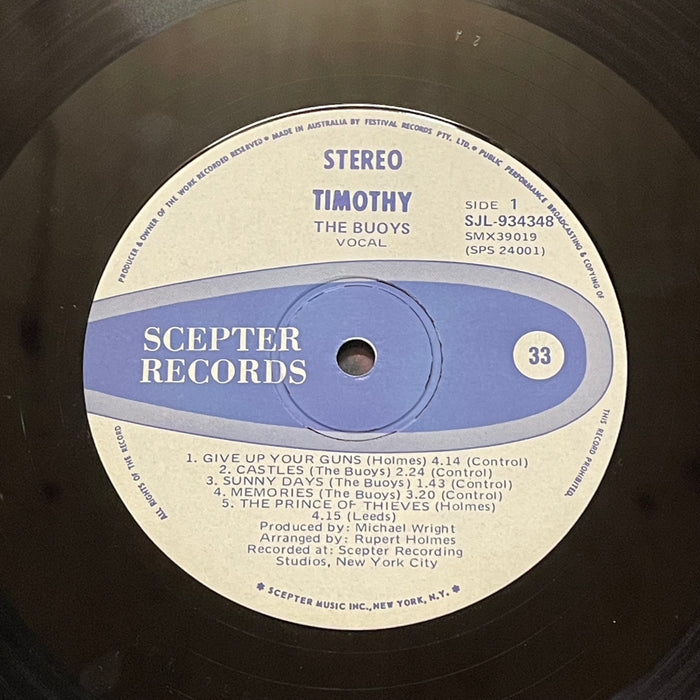 PRODUCER & OWNER OF THE WORK RECORDED RESERVED • MADE IN AUSTRALIA BY FESTIVAL RECORDS PTY. LTD. • PUBLIC PERFORMANCE BROADCASTING & COPYING OF
STEREO
TIMOTHY
THE BUOYS
VOCAL
SIDE 1
SJL-934348
SMX39019
(SPS 24001)
SCEPTER
RECORDS
33
1. GIVE UP YOUR GUNS (Holmes) 4.14 (Control)
2. CASTLES (The Buoys) 2.24 (Control)
3. SUNNY DAYS (The Buoys) 1.43 (Control)
4. MEMORIES (The Buoys) 3.20 (Control)
5. THE PRINCE OF THIEVES (Holmes)
4.15 (Leeds)
Produced by: Michael Wright
Arranged by: Rupert Holmes
Recorded at: Scepter Recording
Studios, New York City
ALL RIGHTS OF THE RECORD
THIS RECORD PROHIBITED.
* SCEPTER MUSIC INC., NEW YORK, N.Y. *